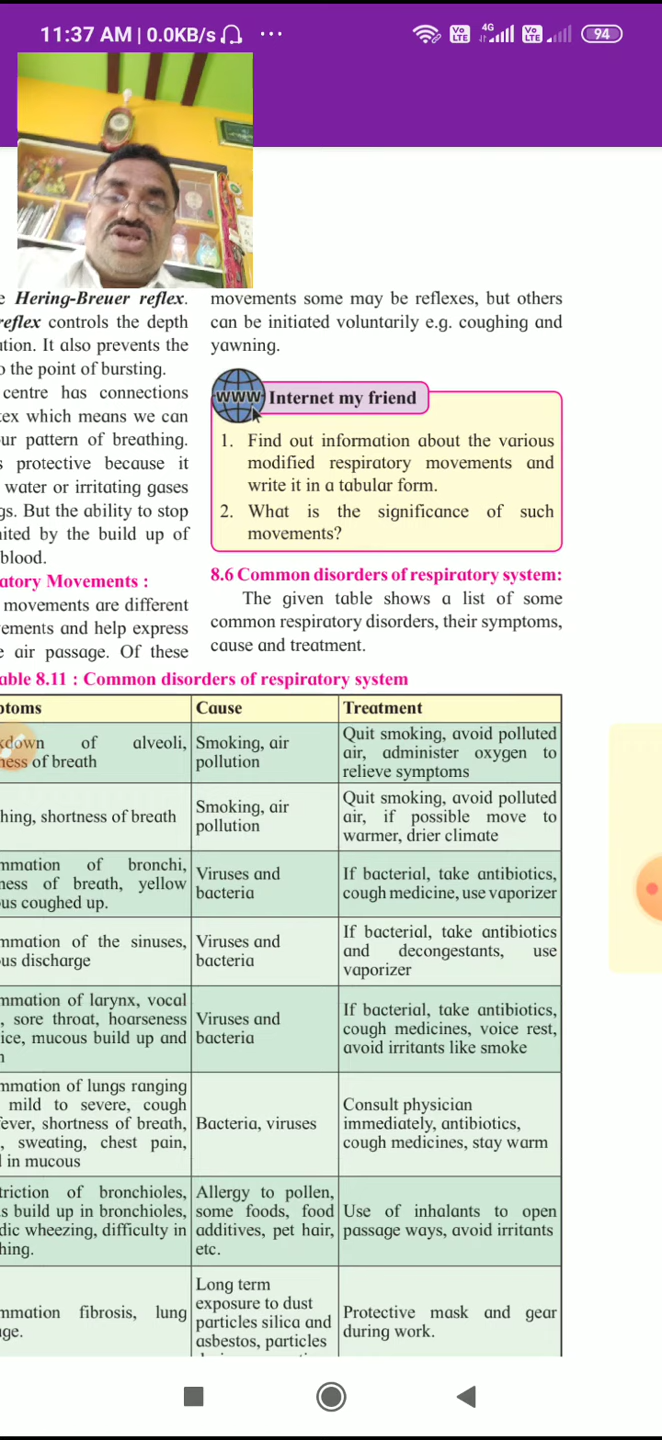 11:37 AM | 0.0KB/s
Vo LTE 4G Vo LTE 94
e Hering-Breuer reflex.
reflex controls the depth
ation. It also prevents the
o the point of bursting.
centre has connections
tex which means we can
our pattern of breathing.
s protective because it
water or irritating gases
gs. But the ability to stop
nited by the build up of
blood.
atory Movements :
movements are different
vements and help express
e air passage. Of these
movements some may be reflexes, but others
can be initiated voluntarily e.g. coughing and
yawning.
www Internet my friend
1. Find out information about the various
modified respiratory movements and
write it in a tabular form.
2. What is the significance of such
movements?
8.6 Common disorders of respiratory system:
The given table shows a list of some
common respiratory disorders, their symptoms,
cause and treatment.
able 8.11 : Common disorders of respiratory system
ptoms
Cause
Treatment
kdown of alveoli,
ness of breath
Smoking, air
pollution
Quit smoking, avoid polluted
air, administer oxygen to
relieve symptoms
hing, shortness of breath
Smoking, air
pollution
Quit smoking, avoid polluted
air, if possible move to
warmer, drier climate
mmation of bronchi,
ness of breath, yellow
ous coughed up.
Viruses and
bacteria
If bacterial, take antibiotics,
cough medicine, use vaporizer
mmation of the sinuses,
ous discharge
Viruses and
bacteria
If bacterial, take antibiotics
and decongestants, use
vaporizer
mmation of larynx, vocal
, sore throat, hoarseness
ice, mucous build up and
n
Viruses and
bacteria
If bacterial, take antibiotics,
cough medicines, voice rest,
avoid irritants like smoke
mmation of lungs ranging
mild to severe, cough
fever, shortness of breath,
, sweating, chest pain,
l in mucous
Bacteria, viruses
Consult physician
immediately, antibiotics,
cough medicines, stay warm
triction of bronchioles,
s build up in bronchioles,
dic wheezing, difficulty in
hing.
Allergy to pollen,
some foods, food
additives, pet hair,
etc.
Use of inhalants to open
passage ways, avoid irritants
mmation fibrosis, lung
ge.
Long term
exposure to dust
particles silica and
asbestos, particles
Protective mask and gear
during work.